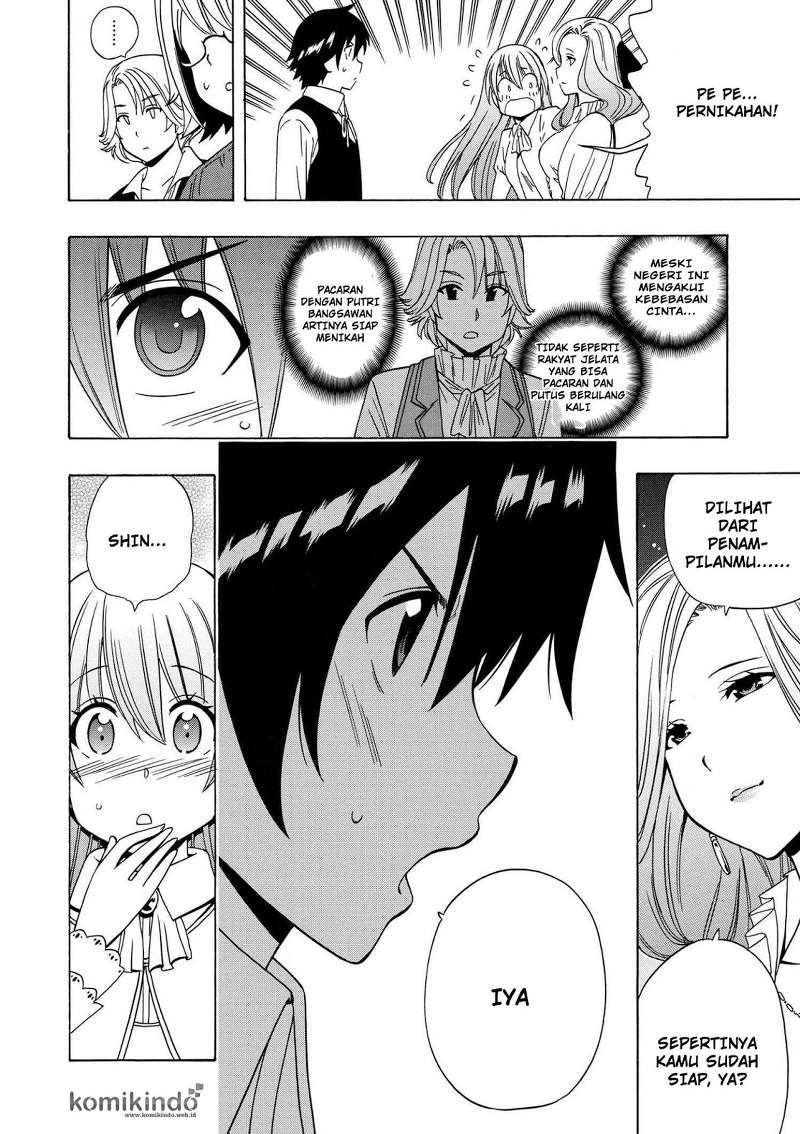 PE PE...
PERNIKAHAN!
......
MESKI
NEGERI INI
MENGAKUI
KEBEBASAN
CINTA...
TIDAK SEPERTI
RAKYAT JELATA
YANG BISA
PACARAN DAN
PUTUS BERULANG
KALI
PACARAN
DENGAN PUTRI
BANGSAWAN
ARTINYA SIAP
MENIKAH
DILIHAT
DARI
PENAM-
PILANMU......
SEPERTINYA
KAMU SUDAH
SIAP, YA?
IYA
SHIN...
komikindo
www.komikindo.web.id